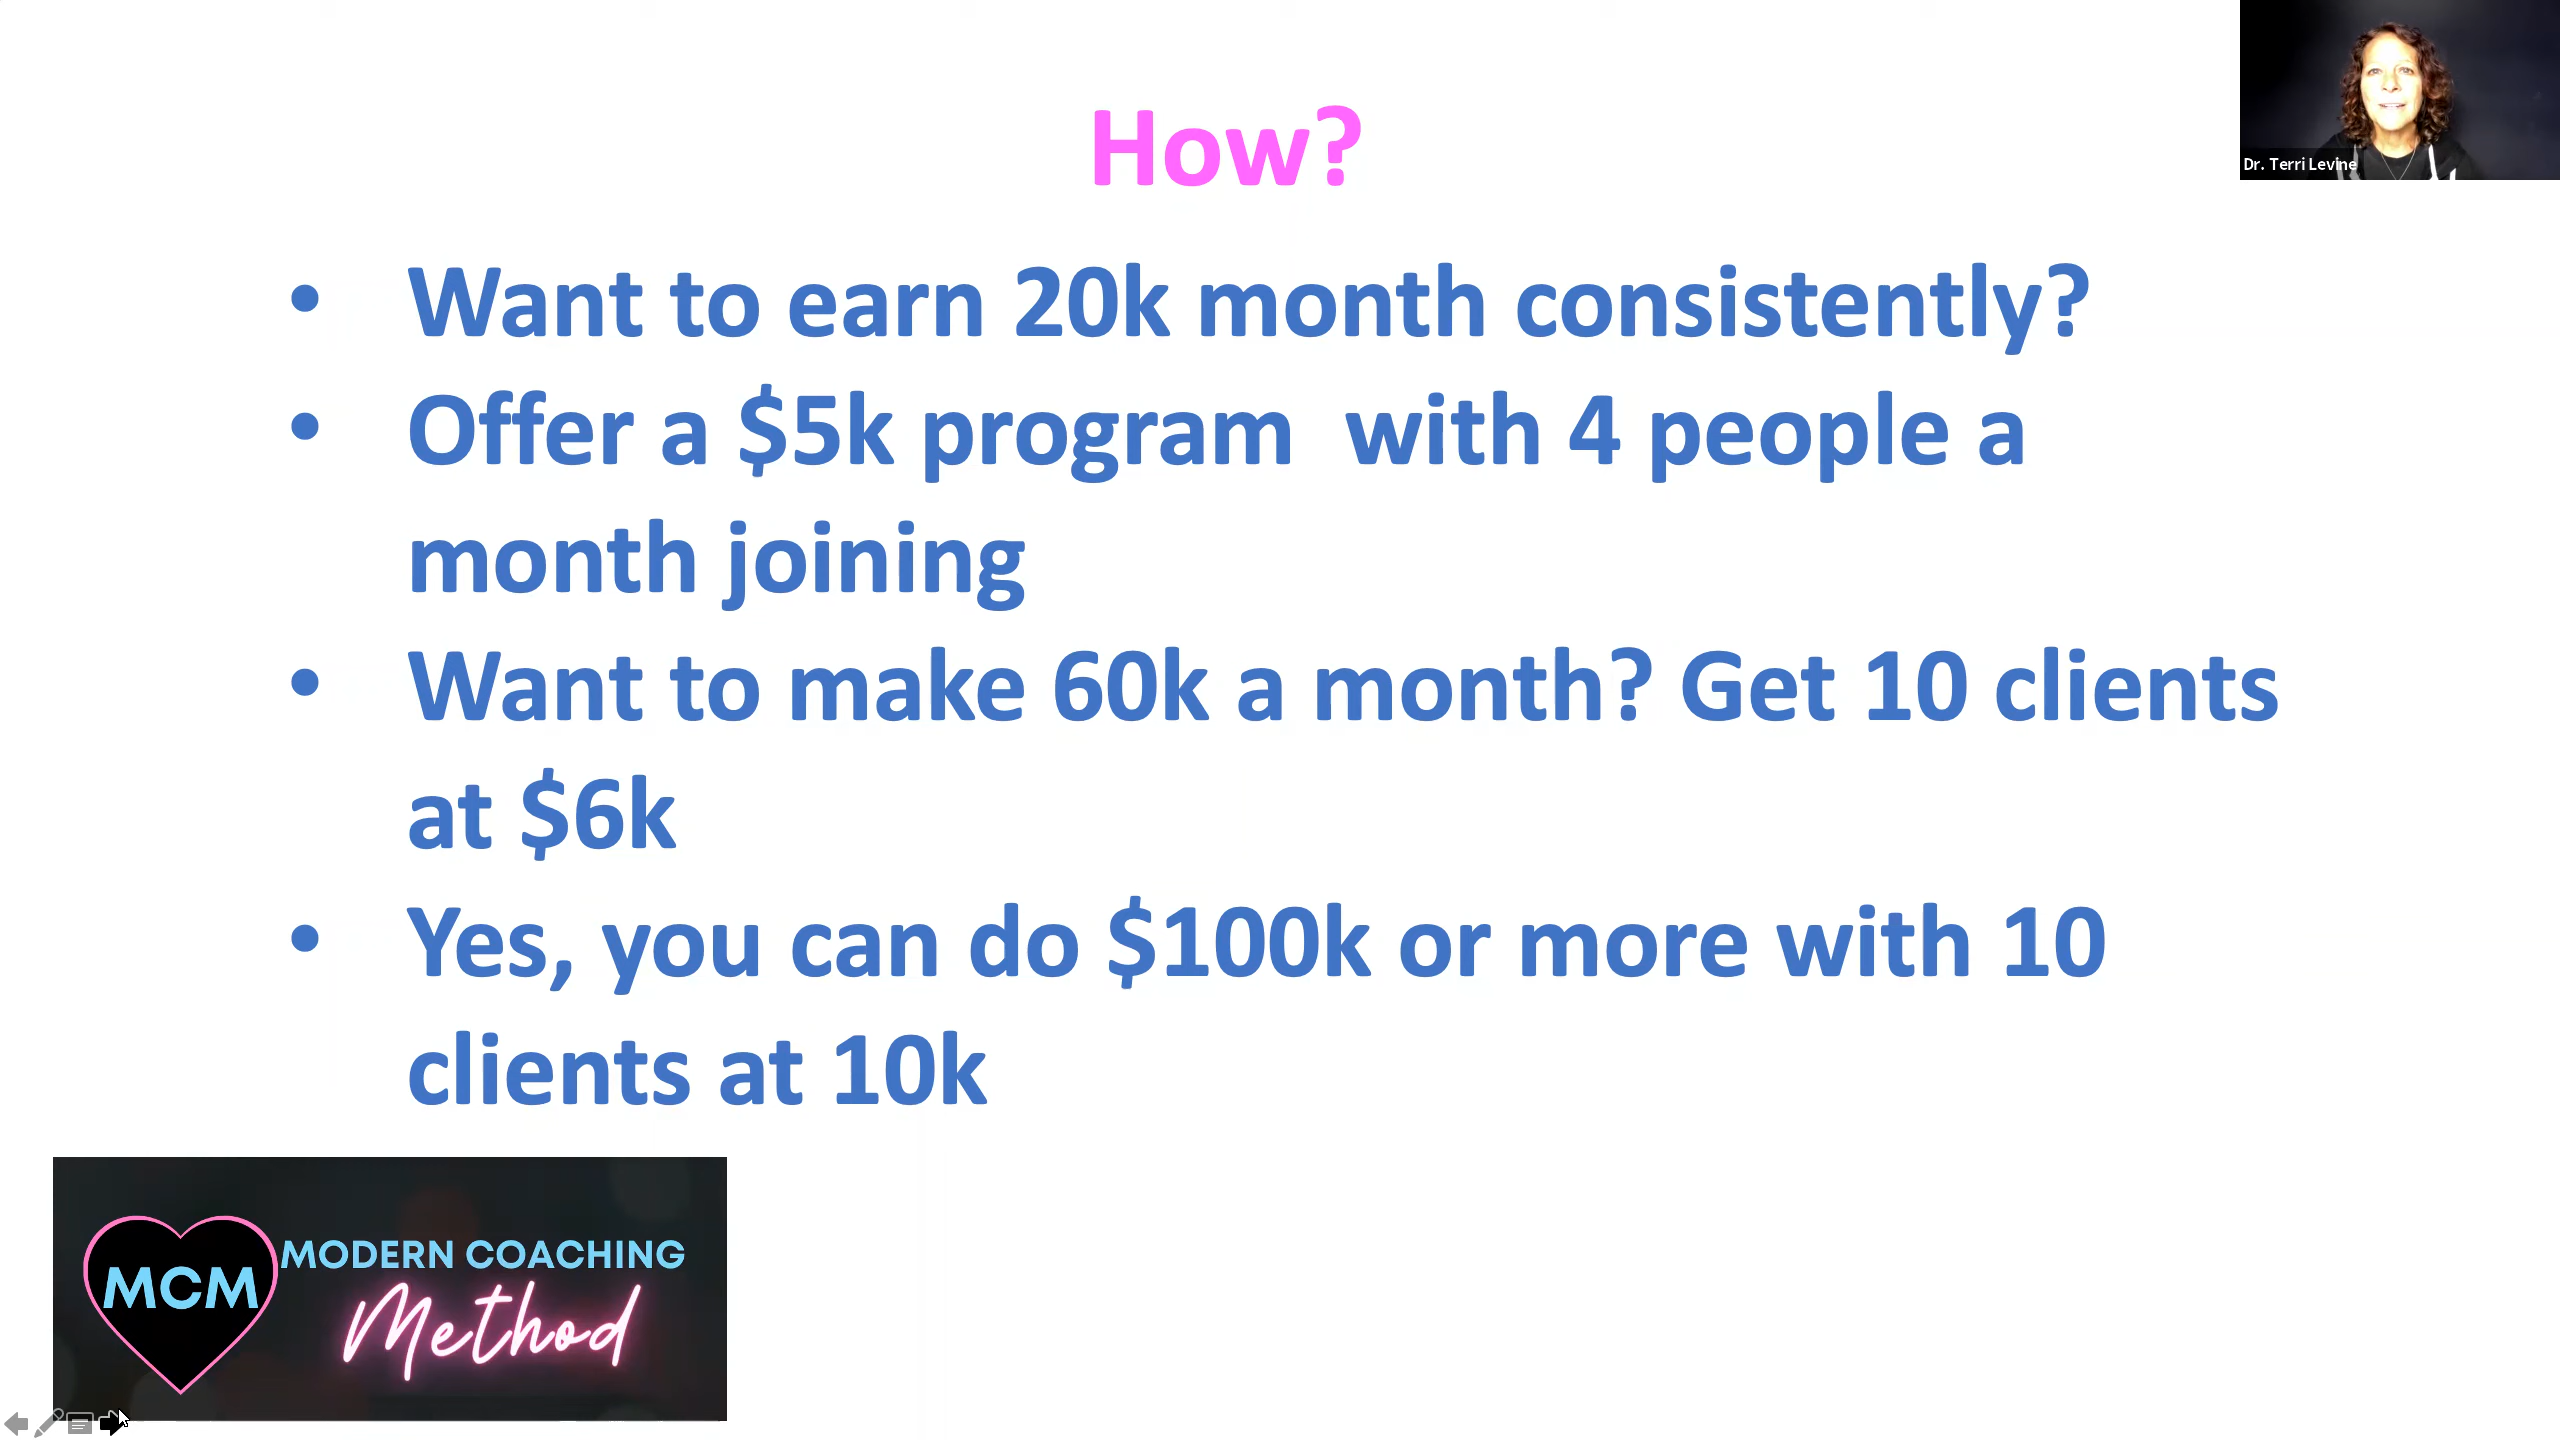 How?
Dr. Terri Levine
• Want to earn 20k month consistently?
• Offer a $5k program  with 4 people a
month joining
• Want to make 60k a month? Get 10 clients
at $6k
• Yes, you can do $100k or more with 10
clients at 10k
MCM
MODERN COACHING
Method